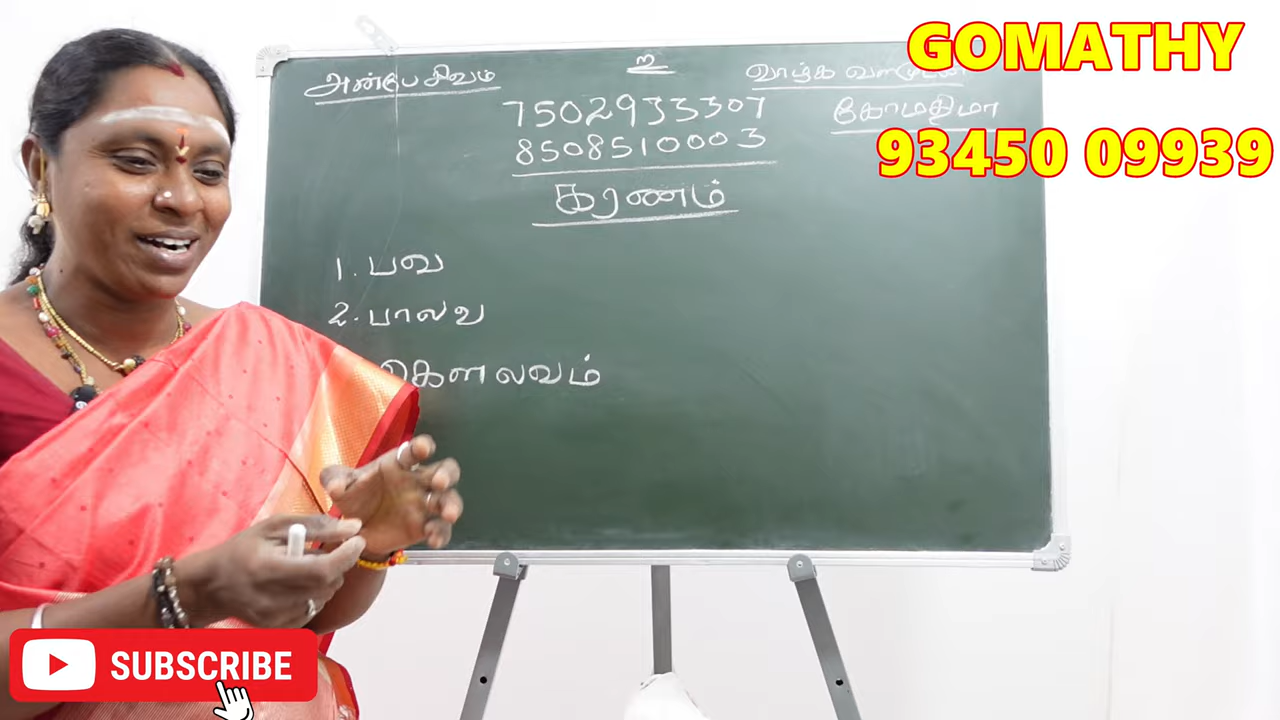 GOMATHY
93450 09939
உ
அன்பே சிவம்
வாழ்க வளமுடன்
7502933307
கோமதிமா
8508510003
கரணம்
1. பவ
2. பாலவ
கௌலவம்
SUBSCRIBE